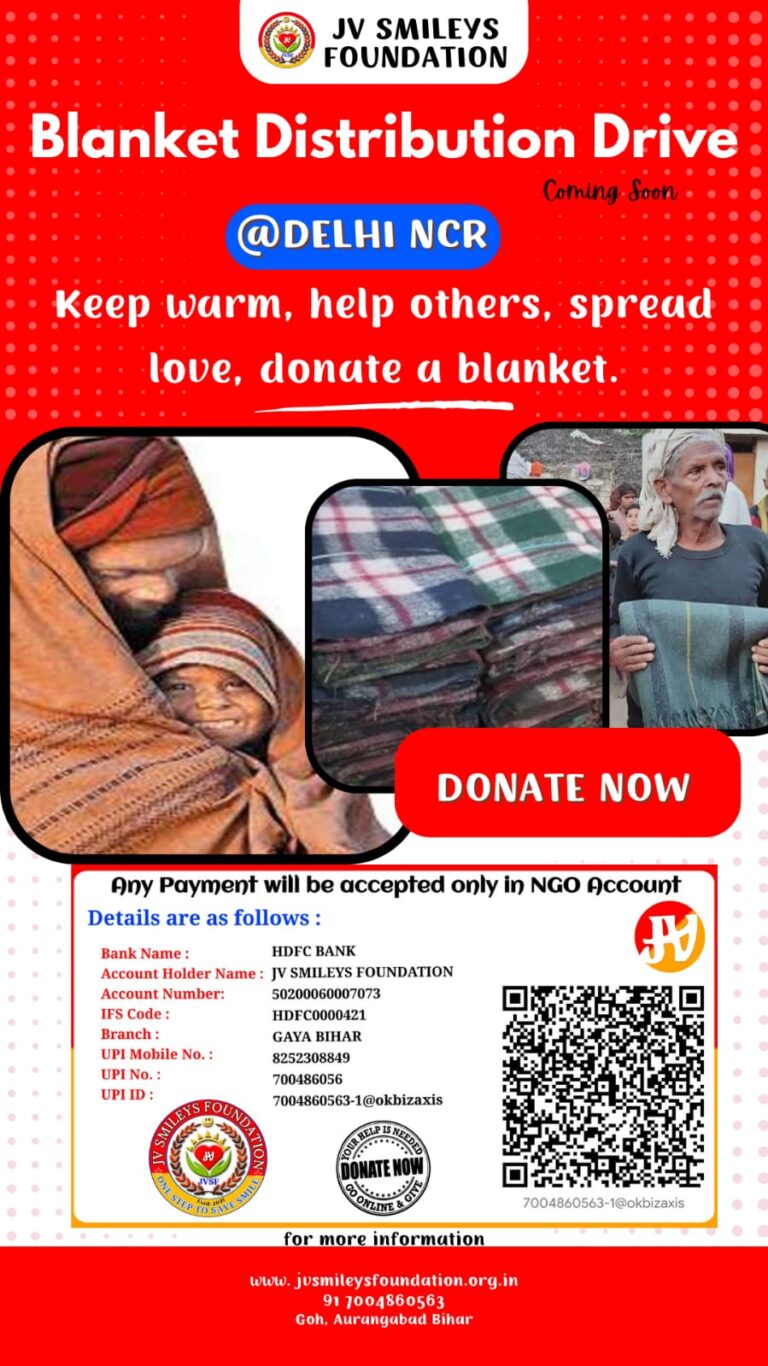 JV SMILEYS
FOUNDATION
Blanket Distribution Drive
Coming Soon
@DELHI NCR
Keep warm, help others, spread
love, donate a blanket.
DONATE NOW
Any Payment will be accepted only in NGO Account
Details are as follows :
Bank Name : HDFC BANK
Account Holder Name : JV SMILEYS FOUNDATION
Account Number: 50200060007073
IFS Code : HDFC0000421
Branch : GAYA BIHAR
UPI Mobile No. : 8252308849
UPI No. : 700486056
UPI ID : 7004860563-1@okbizaxis
JV
JV SMILEYS FOUNDATION
JV
JVSF
ONE STEP TO SAVE SMILE
YOUR HELP IS NEEDED
DONATE NOW
GO ONLINE & GIVE
7004860563-1@okbizaxis
for more information
www. jvsmileysfoundation.org.in
91 7004860563
Goh, Aurangabad Bihar